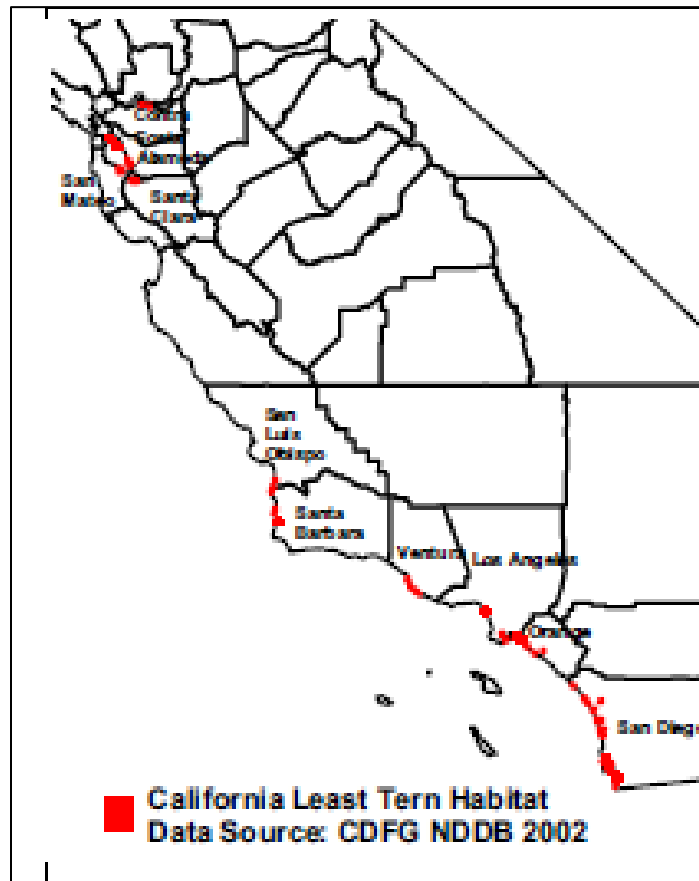 Contra
Costa
Alameda
San
Mateo
Santa
Clara
San
Luis
Obispo
Santa
Barbara
Ventura
Los Angeles
Orange
San Diego
California Least Tern Habitat
Data Source: CDFG NDDB 2002